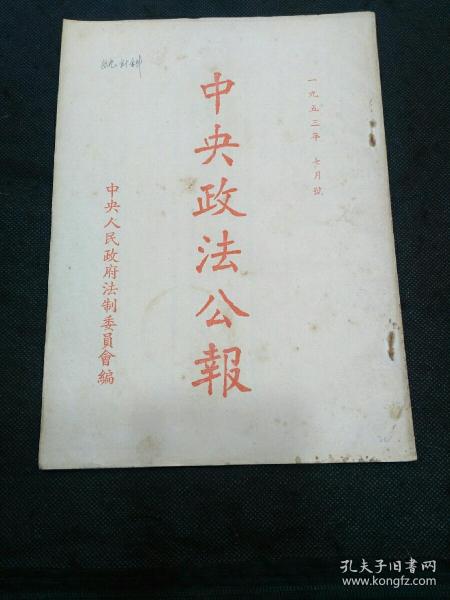 一九五三年 七月號
中央政法公報
中央人民政府法制委員會編
孔夫子旧书网
www.kongfz.com